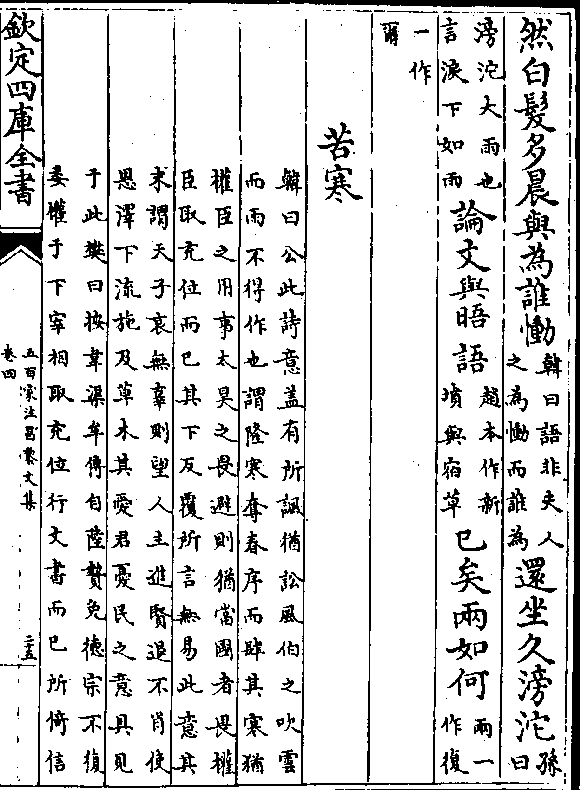 然白髮多晨與為誰慟韓曰語非夫人之為慟而誰為還坐久滂沱孫曰
滂沱大雨也言淚下如雨論文與晤語趙本作新墳與宿草已矣兩如何兩一作復
一作爾
苦寒
韓曰公此詩意蓋有所諷猶訟風伯之吹雲
而雨不得作也謂隆寒奪春序而肆其寒猶
權臣之用事太昊之畏避則猶當國者畏權
臣取充位而已其下反覆所言無易此意其
末謂天子哀無辜則望人主進賢退不肖使
恩澤下流施及草木其愛君憂民之意具見
于此樊曰按韋渠牟傳自陸贄免德宗不復
委權于下宰相取充位行文書而已所倚信
欽定四庫全書
五百家注昌黎文集
卷四
二五